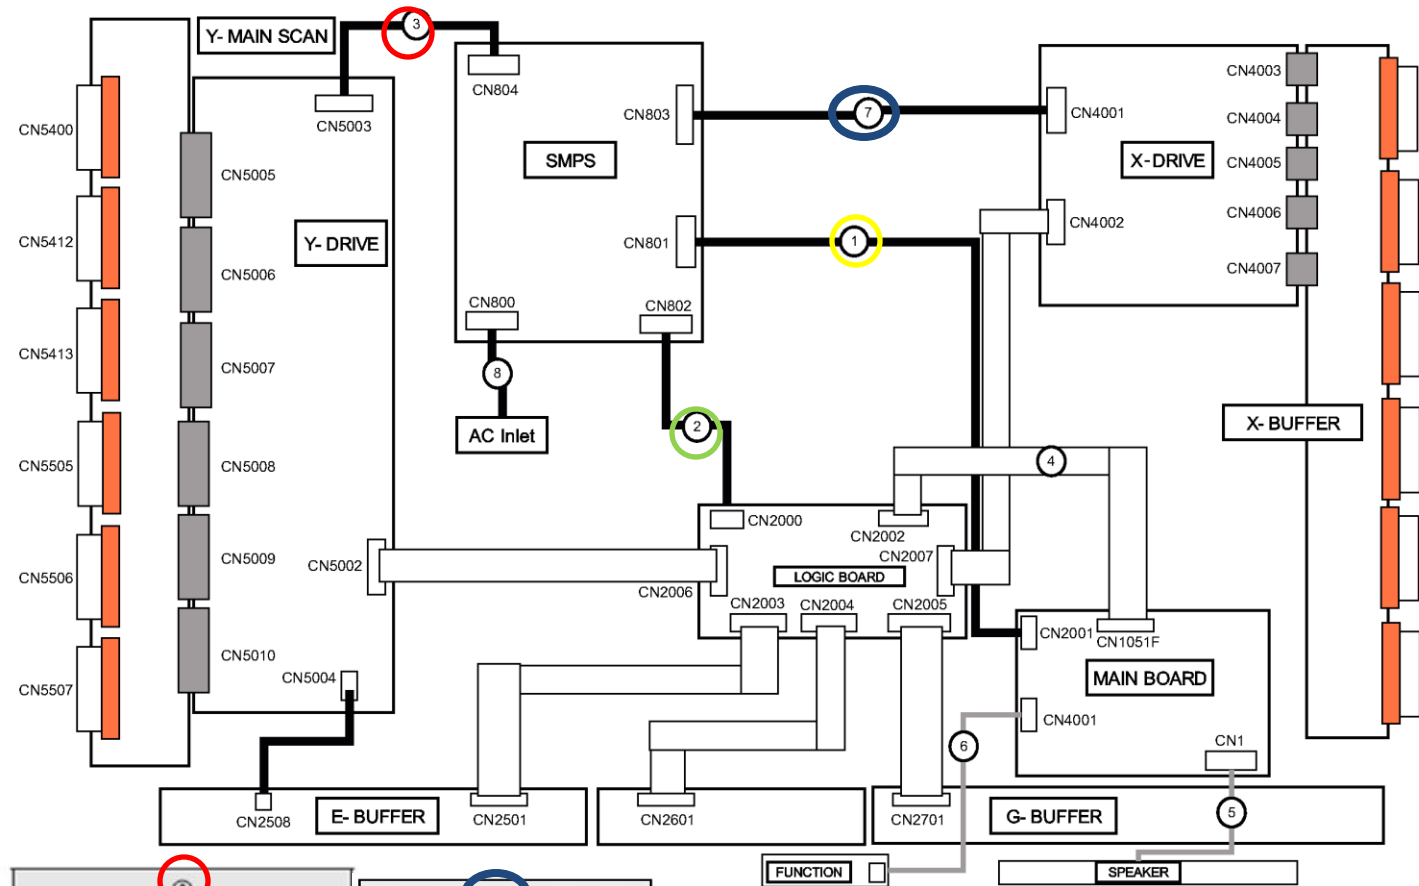 Y- MAIN SCAN
3
CN804
CN5003
CN803
7
CN4001
CN4003
CN4004
CN4005
CN4006
CN4007
X- DRIVE
CN4002
SMPS
CN801
1
CN800
CN802
8
AC Inlet
2
CN5400
CN5412
CN5413
CN5505
CN5506
CN5507
CN5005
CN5006
CN5007
CN5008
CN5009
CN5010
Y- DRIVE
CN5002
CN5004
X- BUFFER
4
CN2000
CN2002
CN2007
CN2006
LOGIC BOARD
CN2003
CN2004
CN2005
CN2001
CN1051F
MAIN BOARD
CN4001
CN1
6
5
CN2508
E- BUFFER
CN2501
CN2601
CN2701
G- BUFFER
FUNCTION
SPEAKER